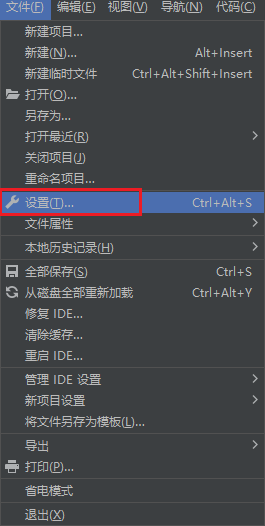 文件(F) 编辑(E) 视图(V) 导航(N) 代码(C)
新建项目...
新建(N)... Alt+Insert
新建临时文件 Ctrl+Alt+Shift+Insert
打开(O)...
另存为...
打开最近(R)
关闭项目(J)
重命名项目...
设置(T)... Ctrl+Alt+S
文件属性
本地历史记录(H)
全部保存(S) Ctrl+S
从磁盘全部重新加载 Ctrl+Alt+Y
修复 IDE...
清除缓存...
重启 IDE...
管理 IDE 设置
新项目设置
将文件另存为模板(L)...
导出
打印(P)...
省电模式
退出(X)